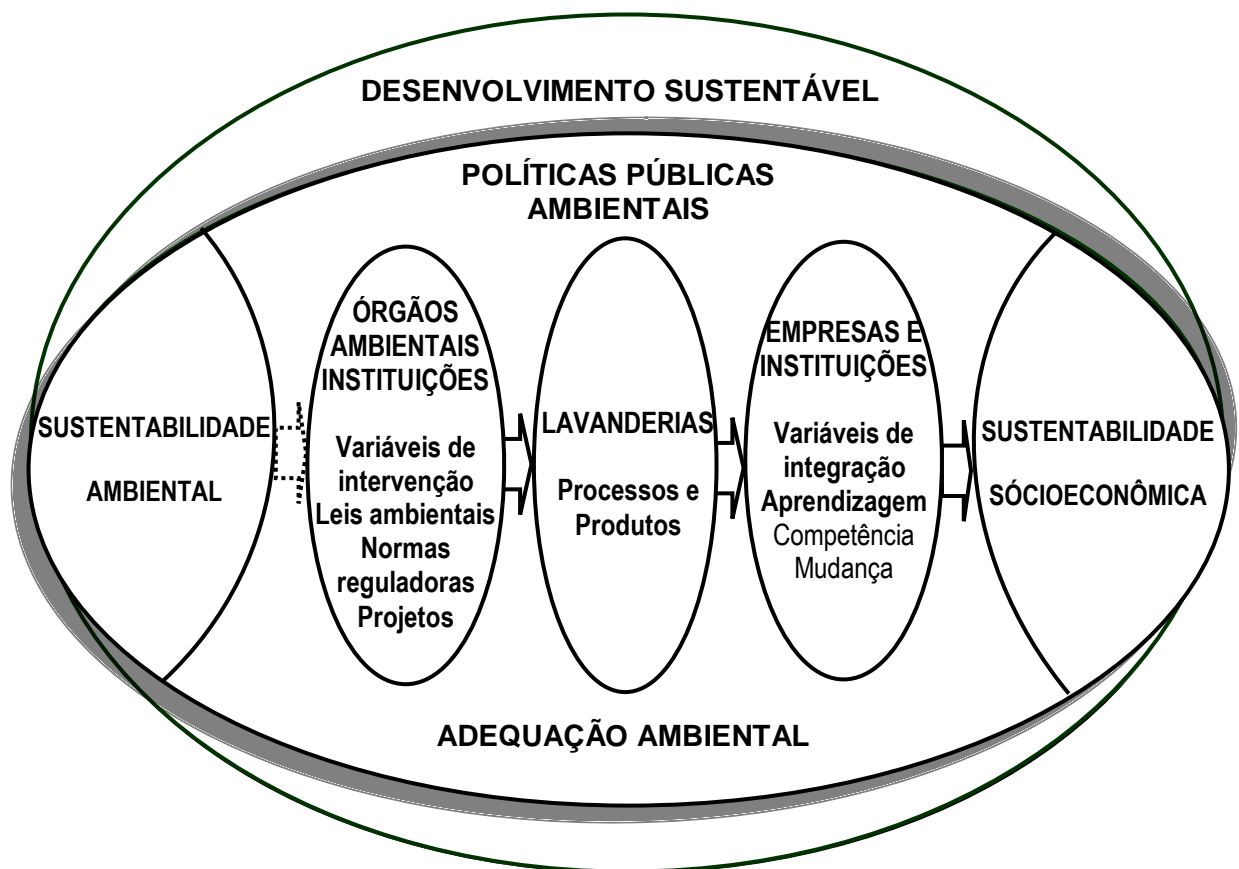 DESENVOLVIMENTO SUSTENTÁVEL
POLÍTICAS PÚBLICAS
AMBIENTAIS
SUSTENTABILIDADE
AMBIENTAL
ÓRGÃOS
AMBIENTAIS
INSTITUIÇÕES
Variáveis de
intervenção
Leis ambientais
Normas
reguladoras
Projetos
LAVANDERIAS
Processos e
Produtos
EMPRESAS E
INSTITUIÇÕES
Variáveis de
integração
Aprendizagem
Competência
Mudança
SUSTENTABILIDADE
SÓCIOECONÔMICA
ADEQUAÇÃO AMBIENTAL